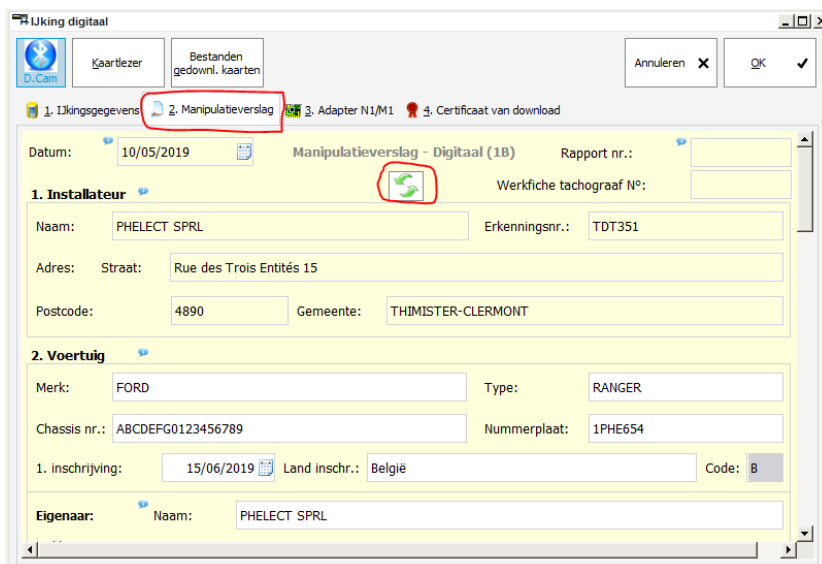 IJking digitaal
D.Cam
Kaartlezer
Bestanden
gedownl. kaarten
Annuleren
OK
1. IJkingsgegevens 2. Manipulatieverslag 3. Adapter N1/M1 4. Certificaat van download
Datum: 10/05/2019 Manipulatieverslag - Digitaal (1B) Rapport nr.:
Werkfiche tachograaf N°:
1. Installateur
Naam: PHELECT SPRL Erkenningsnr.: TDT351
Adres: Straat: Rue des Trois Entités 15
Postcode: 4890 Gemeente: THIMISTER-CLERMONT
2. Voertuig
Merk: FORD Type: RANGER
Chassis nr.: ABCDEFG0123456789 Nummerplaat: 1PHE654
1. inschrijving: 15/06/2019 Land inschr.: België Code: B
Eigenaar: Naam: PHELECT SPRL